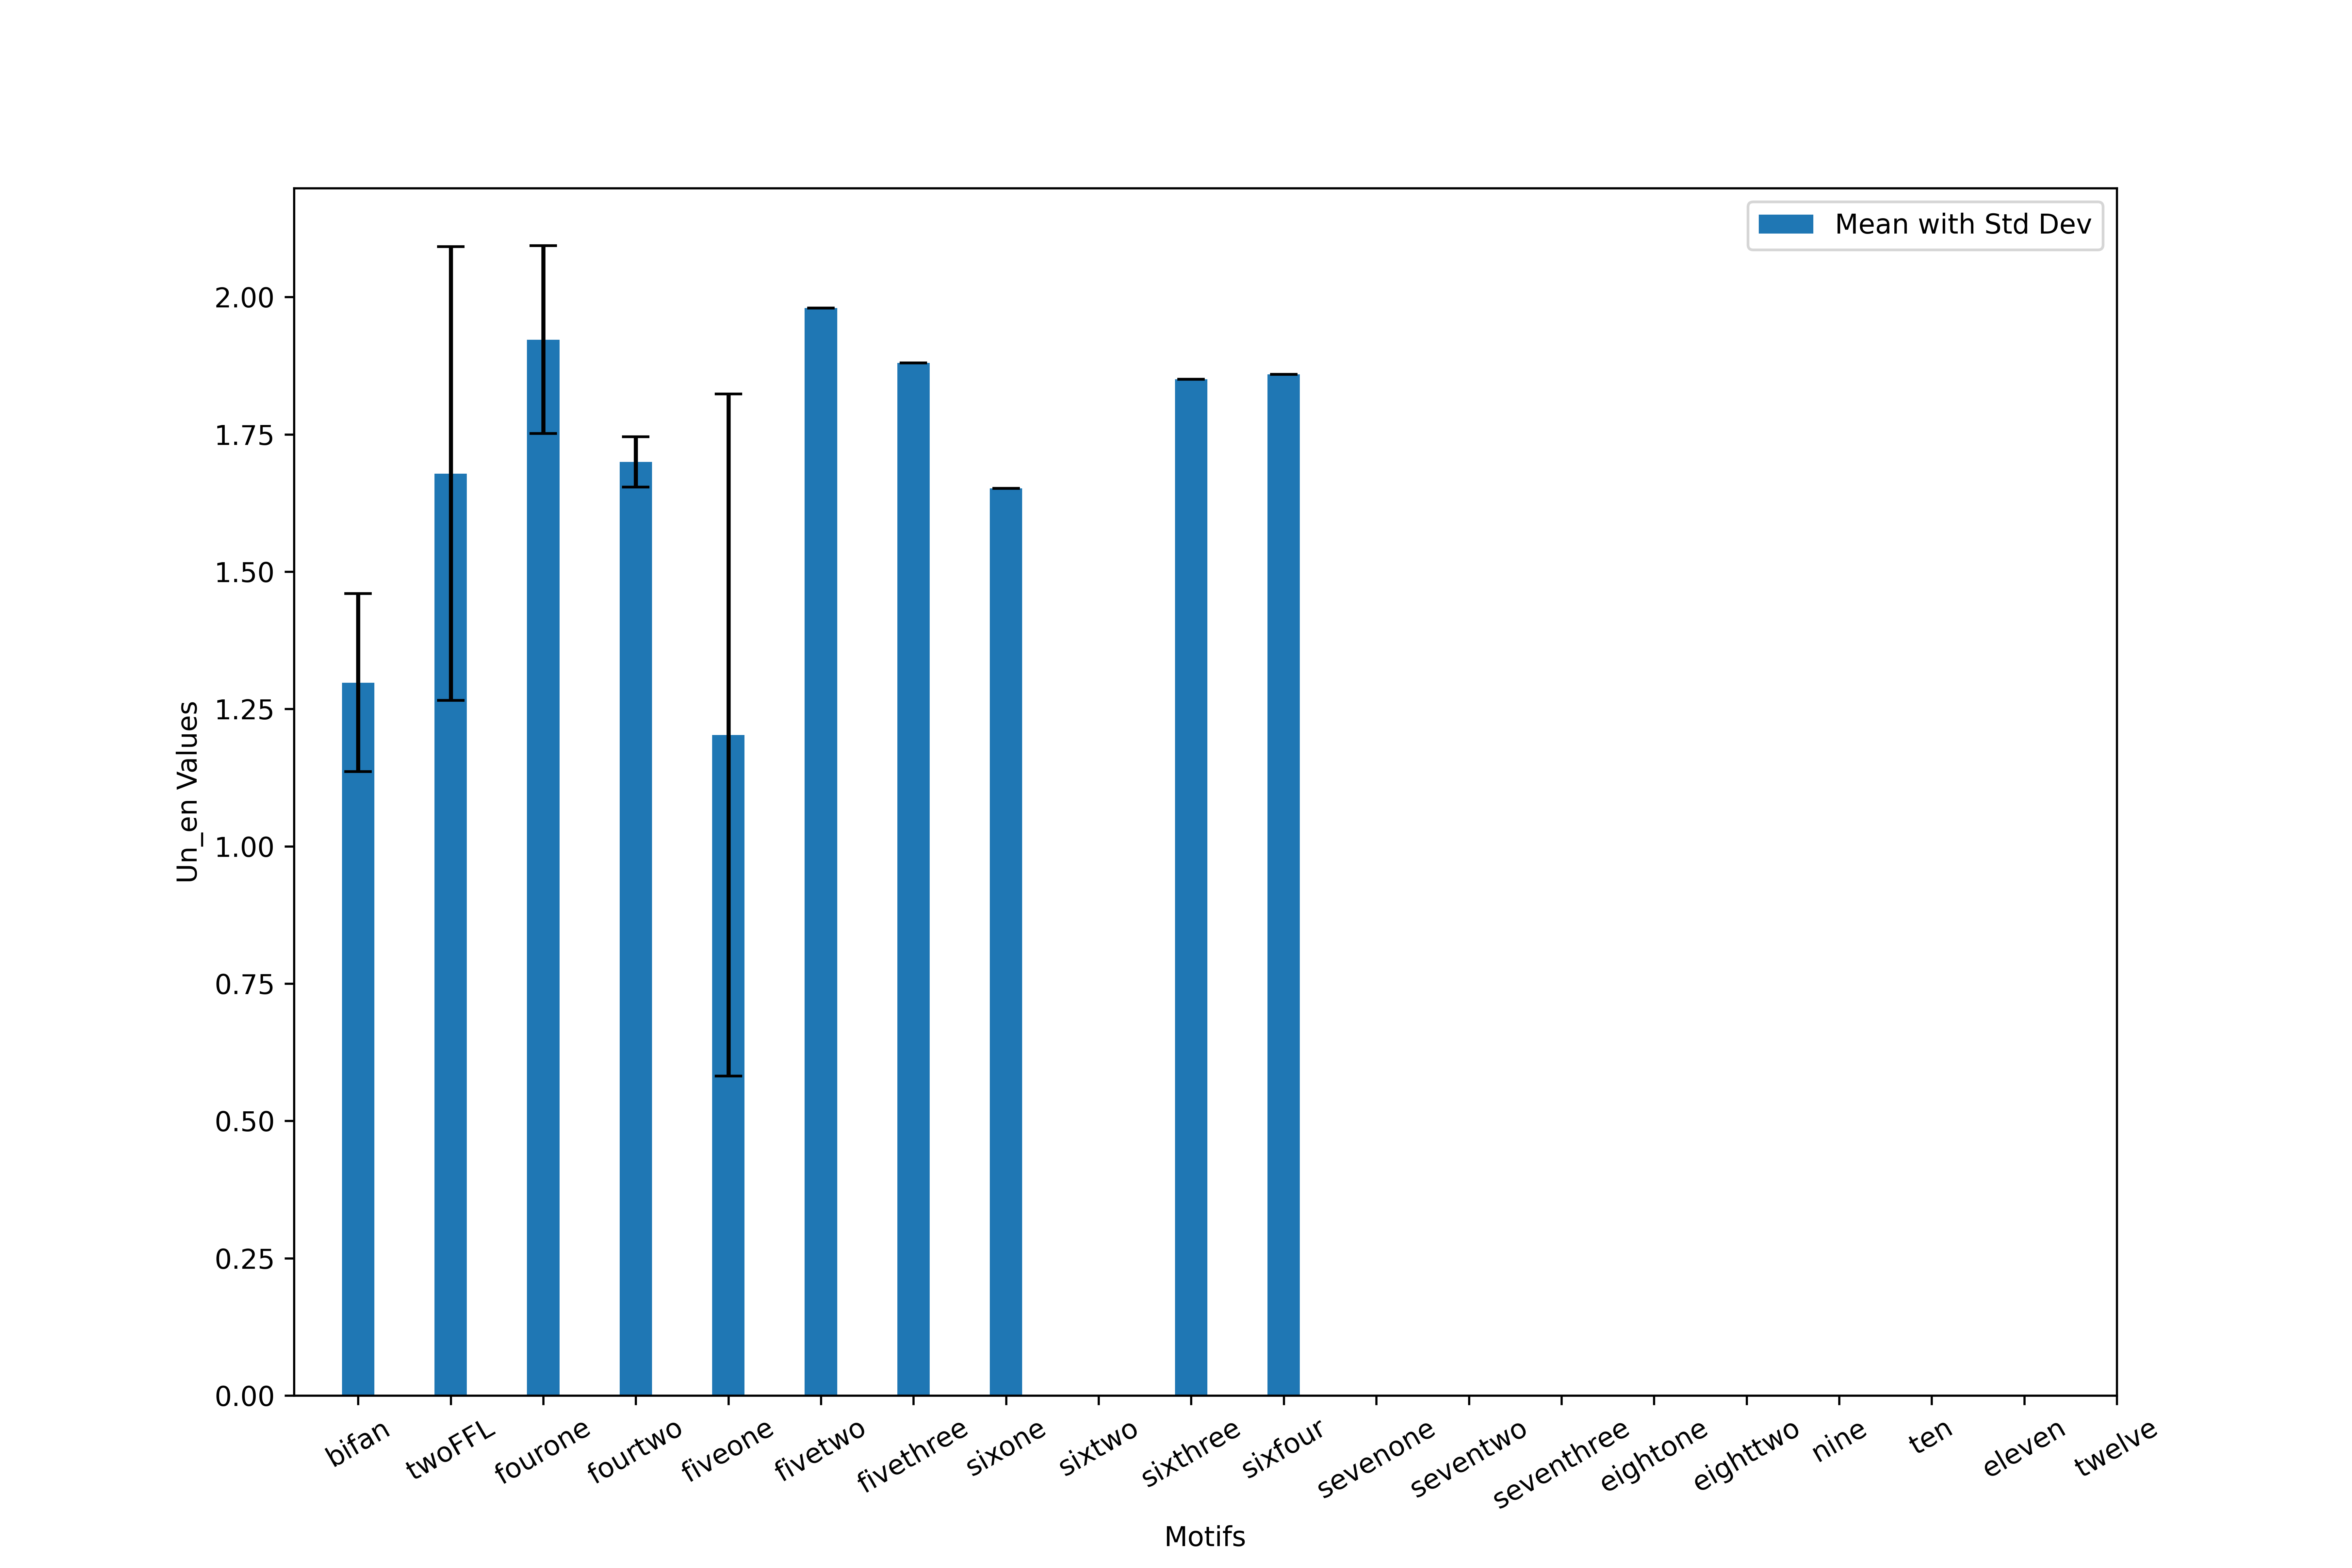 Mean with Std Dev
Un_en Values
2.00
1.75
1.50
1.25
1.00
0.75
0.50
0.25
0.00
bifan
twoFFL
fourone
fourtwo
fiveone
fivetwo
fivethree
sixone
sixtwo
sixthree
sixfour
sevenone
seventwo
seventhree
eightone
eighttwo
nine
ten
eleven
twelve
Motifs